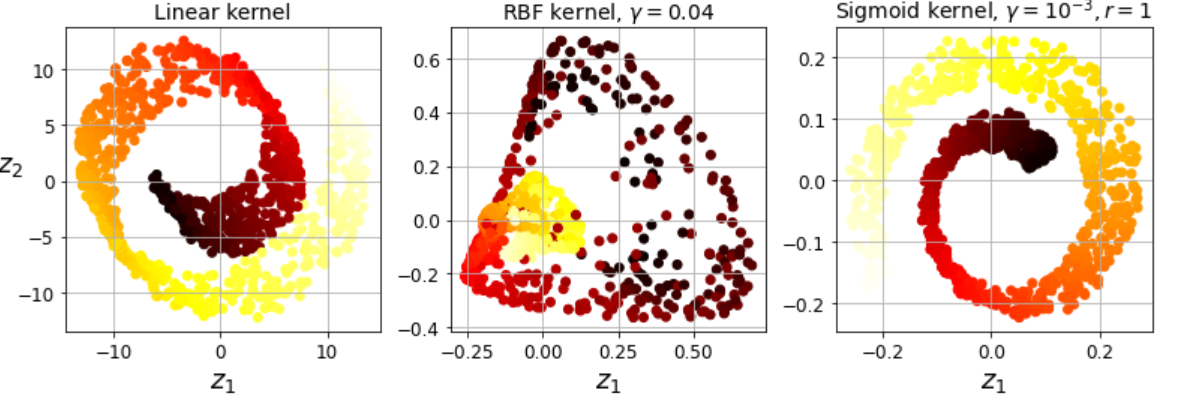 Linear kernel
10
5
0
−5
−10
z₂
−10 0 10
z₁
RBF kernel, γ = 0.04
0.6
0.4
0.2
0.0
−0.2
−0.4
−0.25 0.00 0.25 0.50
z₁
Sigmoid kernel, γ = 10⁻³, r = 1
0.2
0.1
0.0
−0.1
−0.2
−0.2 0.0 0.2
z₁